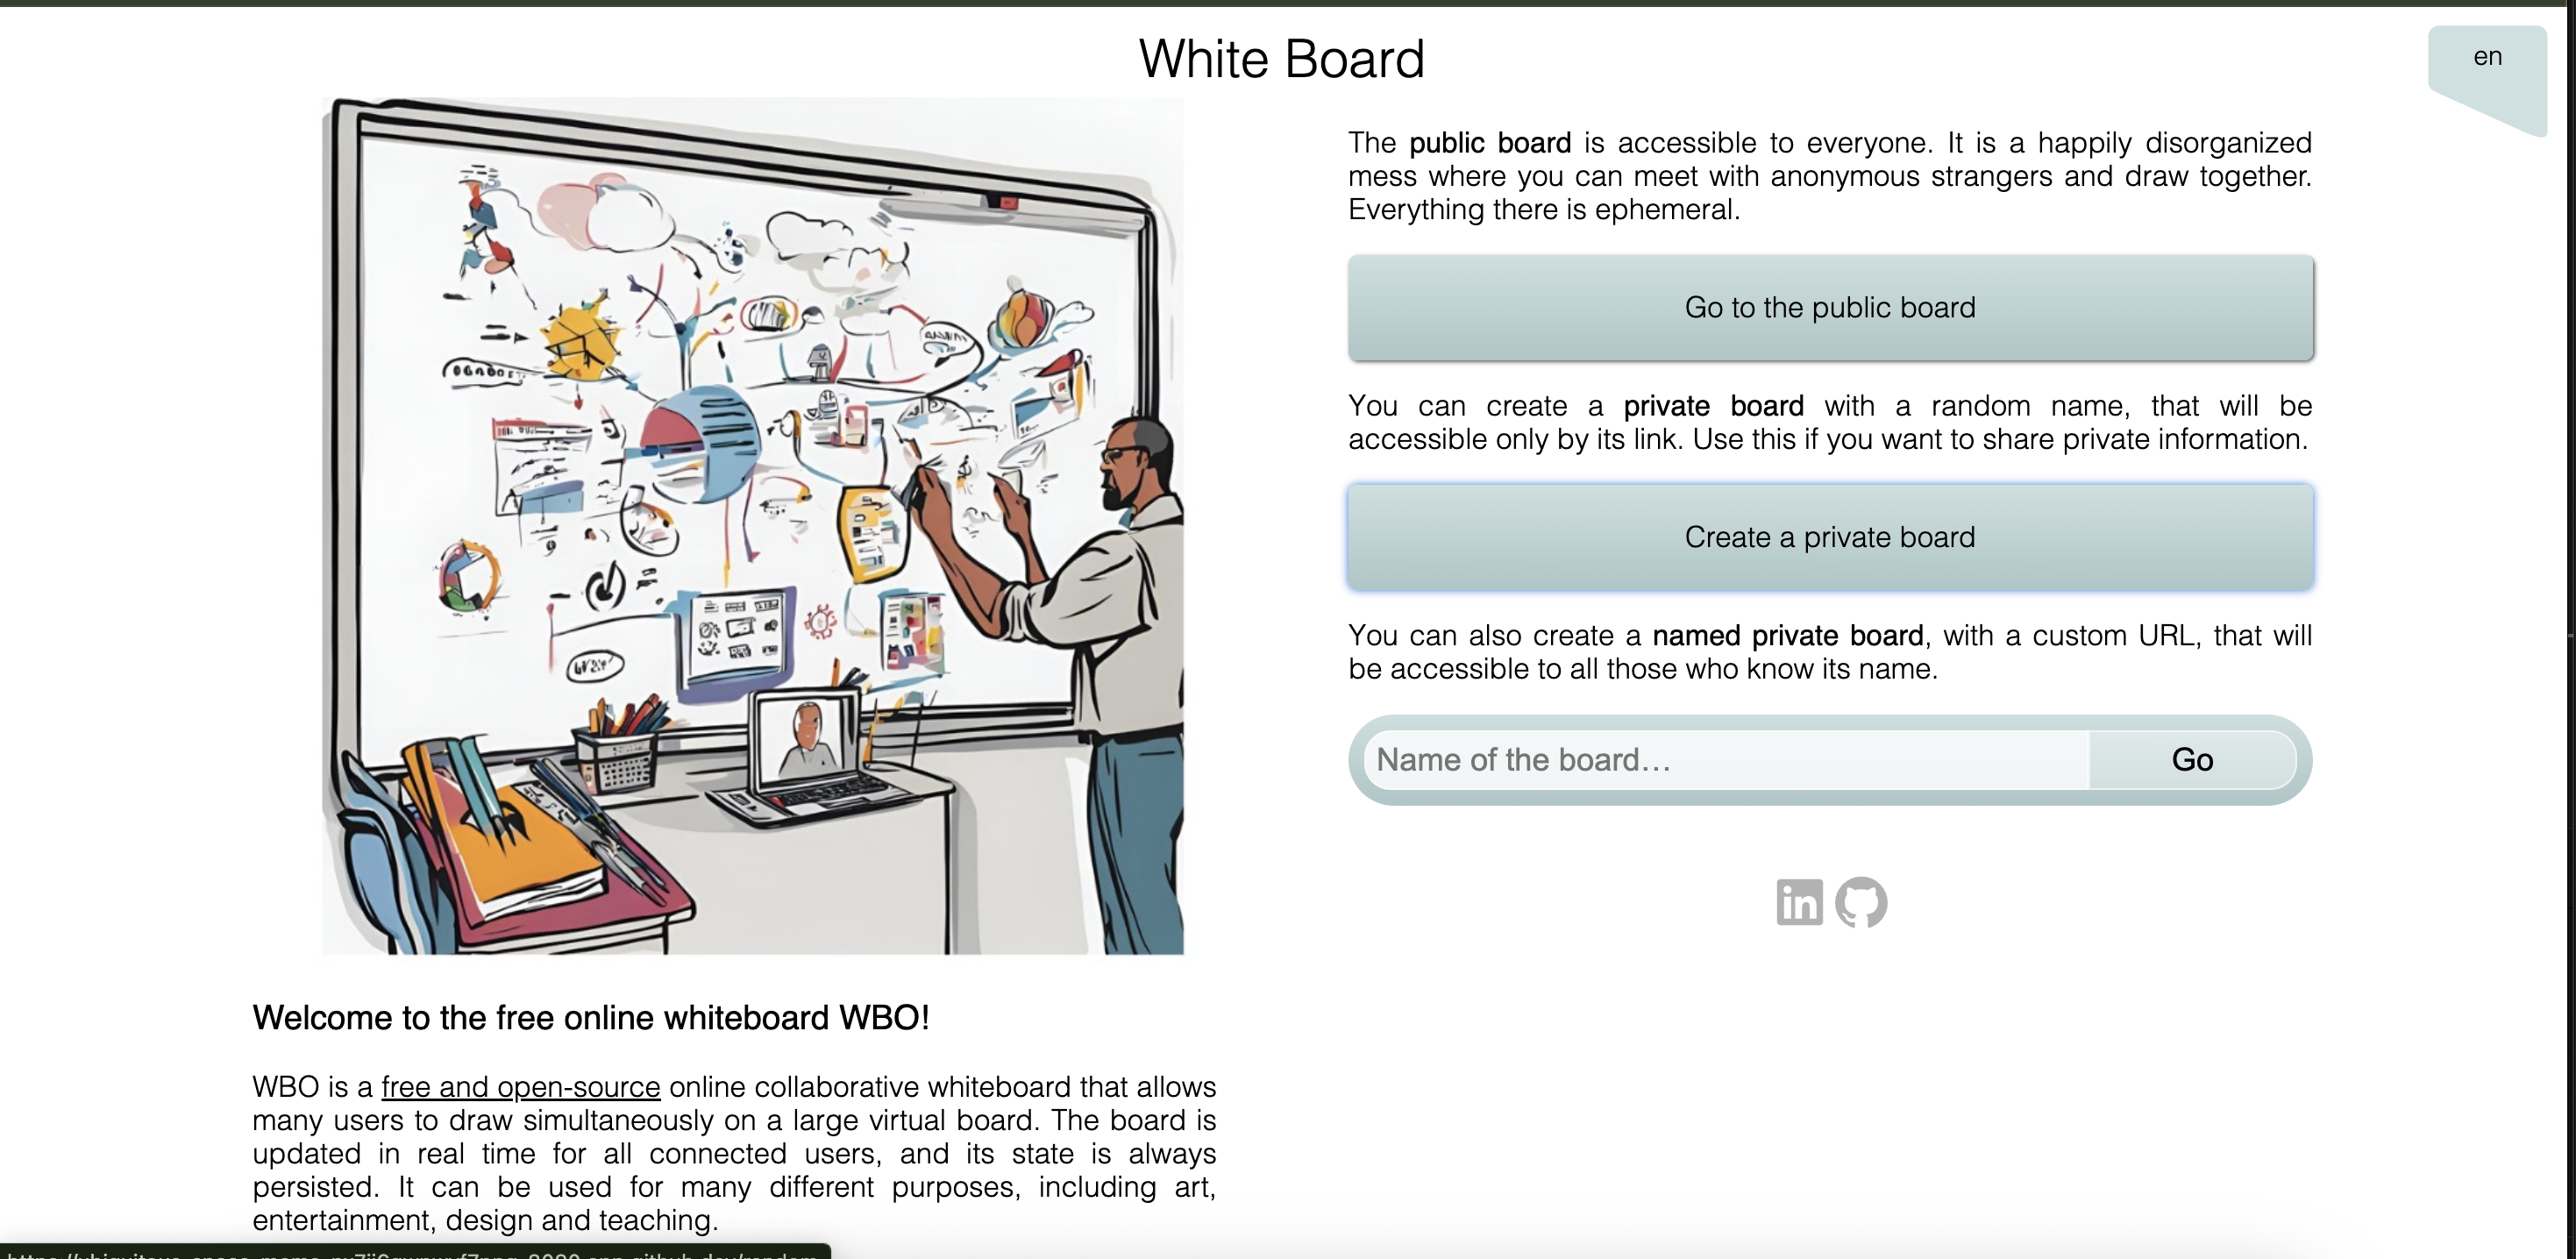 White Board
en
The public board is accessible to everyone. It is a happily disorganized
mess where you can meet with anonymous strangers and draw together.
Everything there is ephemeral.
Go to the public board
You can create a private board with a random name, that will be
accessible only by its link. Use this if you want to share private information.
Create a private board
You can also create a named private board, with a custom URL, that will
be accessible to all those who know its name.
Name of the board…
Go
in
Welcome to the free online whiteboard WBO!
WBO is a free and open-source online collaborative whiteboard that allows
many users to draw simultaneously on a large virtual board. The board is
updated in real time for all connected users, and its state is always
persisted. It can be used for many different purposes, including art,
entertainment, design and teaching.